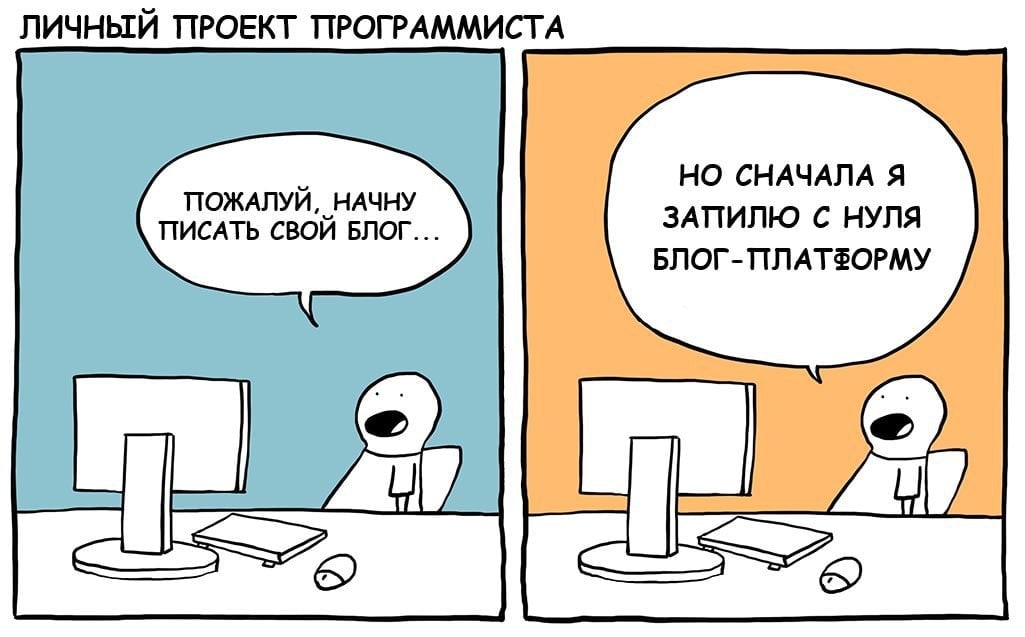 ЛИЧНЫЙ ПРОЕКТ ПРОГРАММИСТА
ПОЖАЛУЙ, НАЧНУ
ПИСАТЬ СВОЙ БЛОГ...
НО СНАЧАЛА Я
ЗАПИЛЮ С НУЛЯ
БЛОГ-ПЛАТФОРМУ